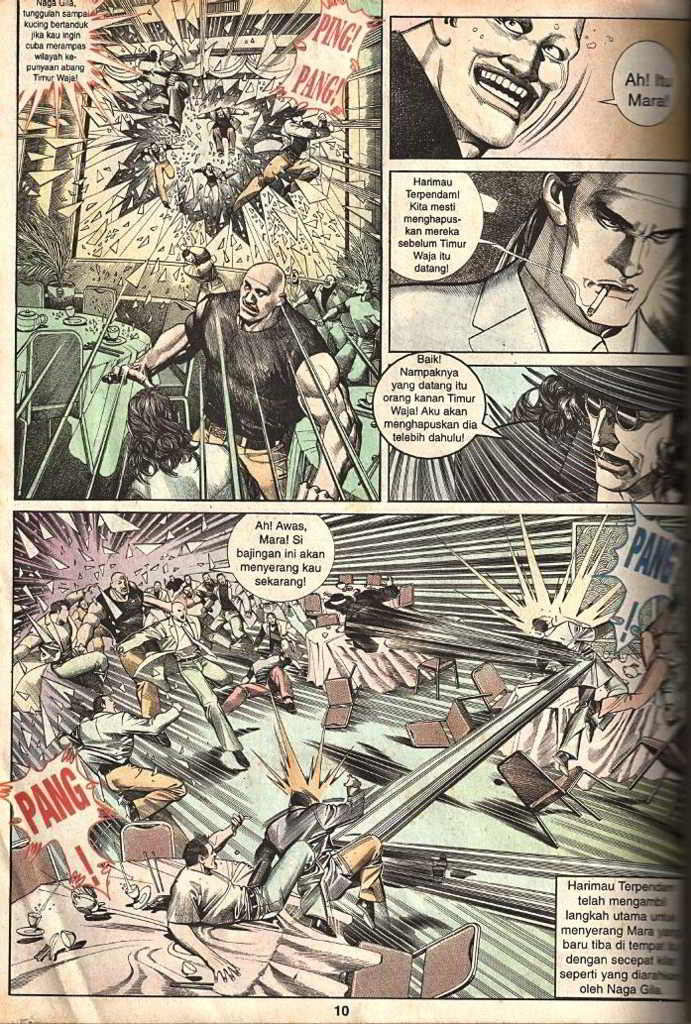 Naga Gila,
tunggulah sampai
kucing bertanduk
jika kau ingin
cuba merampas
wilayah ke-
punyaan abang
Timur Waja!
PING!
PANG!
Ah! Itu
Mara!
Harimau
Terpendam!
Kita mesti
menghapus-
kan mereka
sebelum Timur
Waja itu
datang!
Baik!
Nampaknya
yang datang itu
orang kanan Timur
Waja! Aku akan
menghapuskan dia
telebih dahulu!
Ah! Awas,
Mara! Si
bajingan ini akan
menyerang kau
sekarang!
PANG
!
PANG
!
Harimau Terpendam
telah mengambil
langkah utama untuk
menyerang Mara yang
baru tiba di tempat itu
dengan secepat kilat
seperti yang diarahkan
oleh Naga Gila.
10